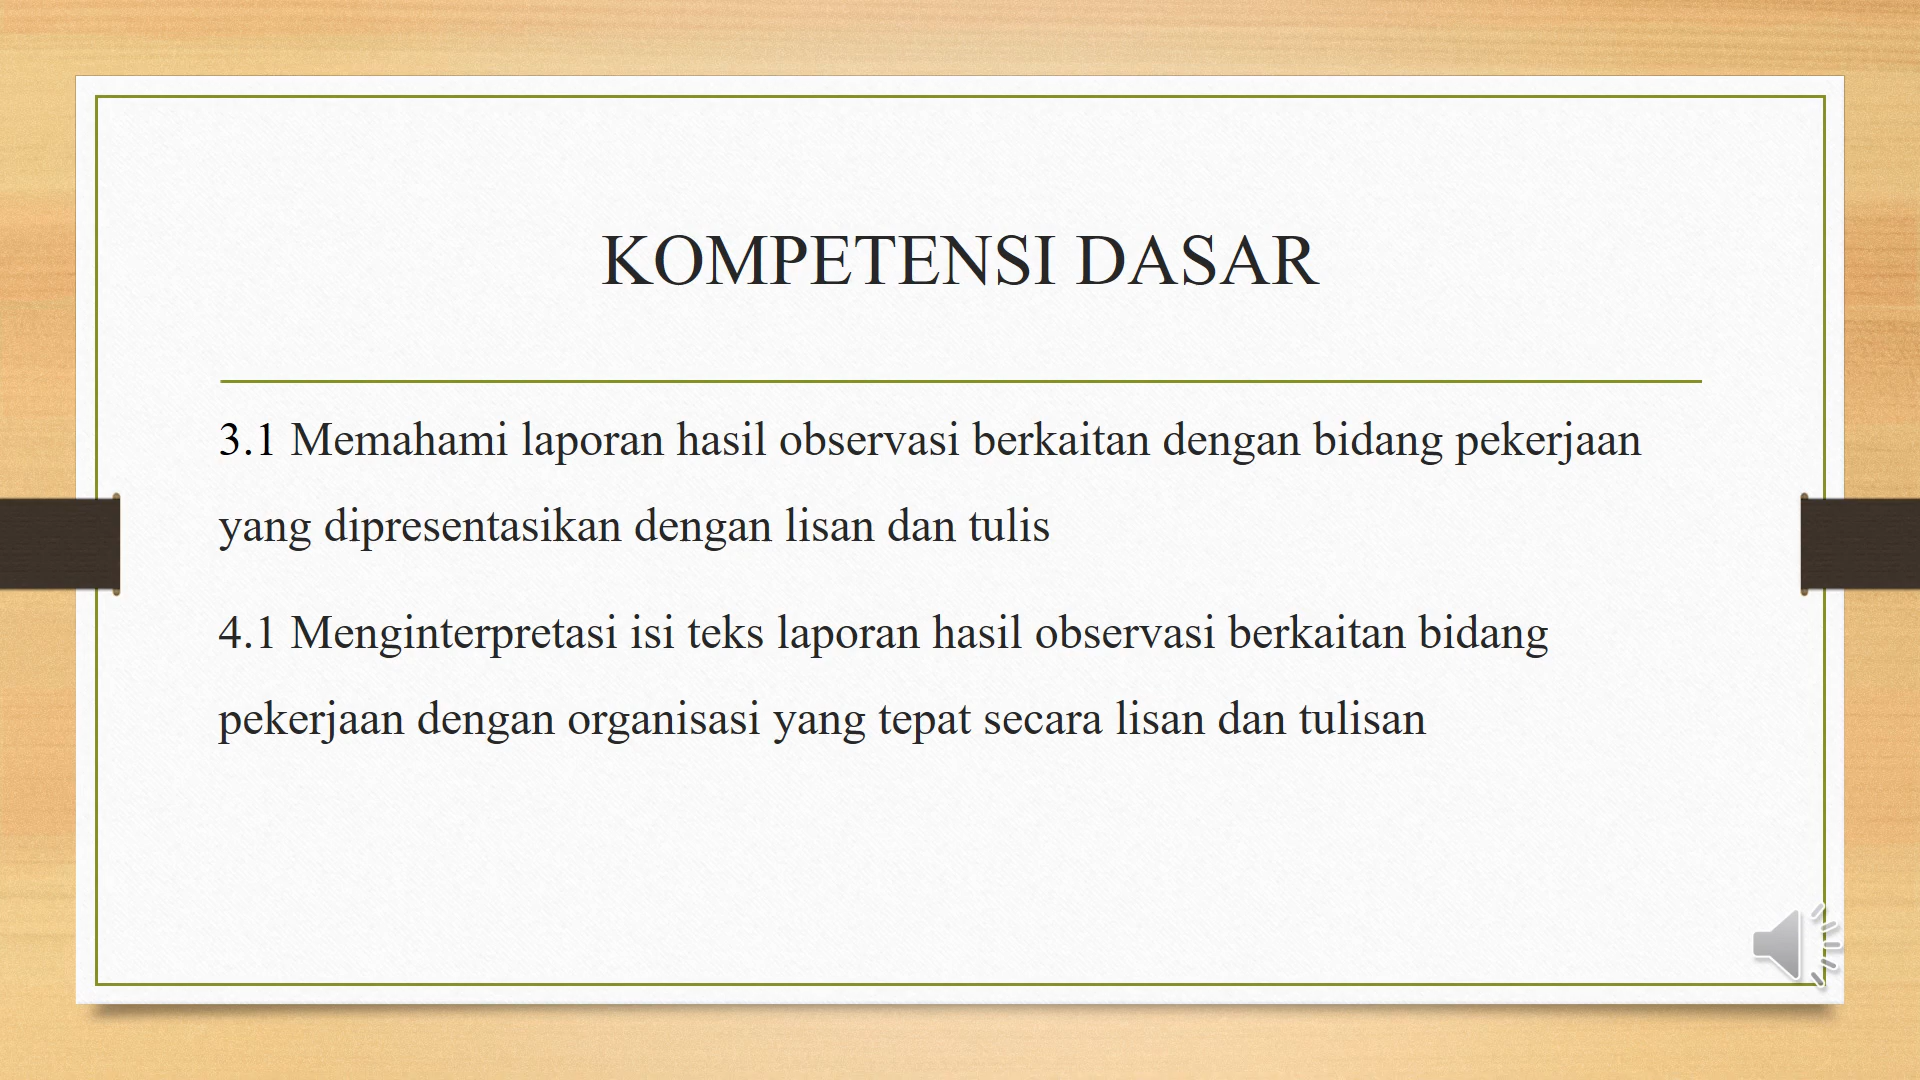 KOMPETENSI DASAR
3.1 Memahami laporan hasil observasi berkaitan dengan bidang pekerjaan
yang dipresentasikan dengan lisan dan tulis
4.1 Menginterpretasi isi teks laporan hasil observasi berkaitan bidang
pekerjaan dengan organisasi yang tepat secara lisan dan tulisan